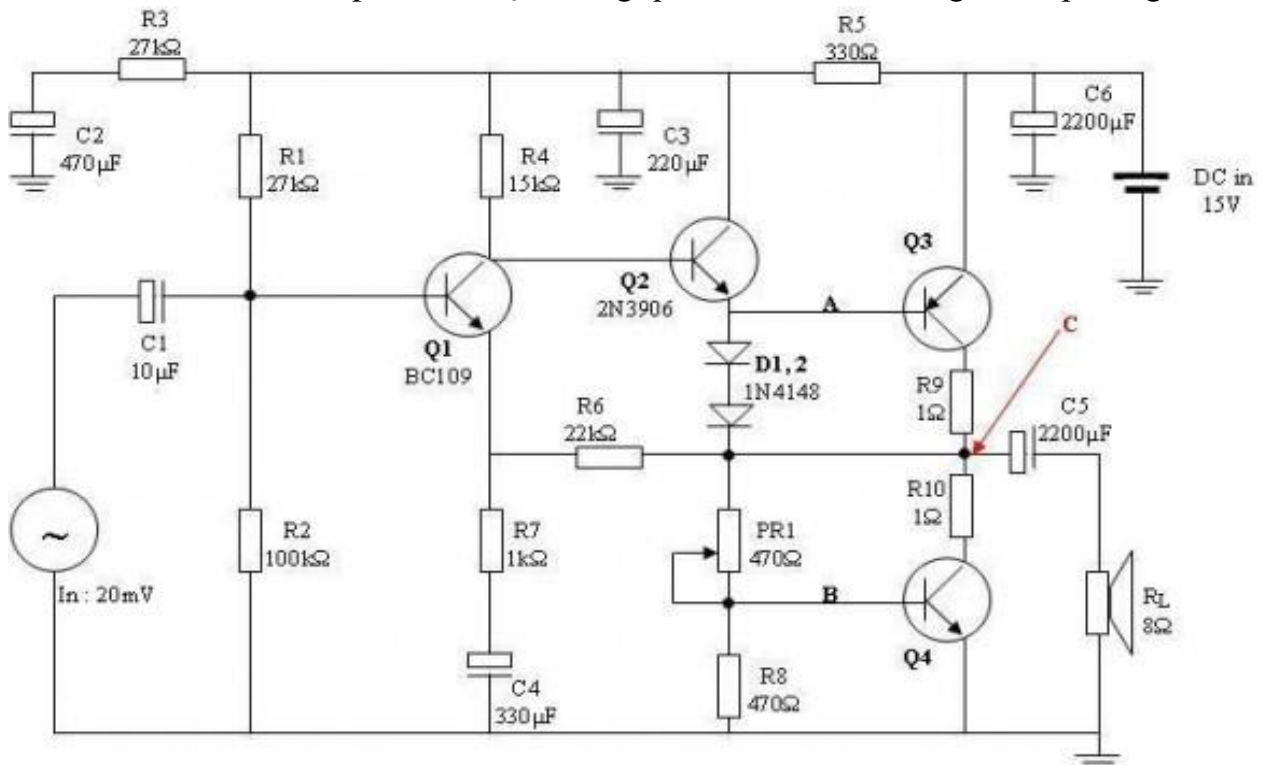 R3
27kΩ
R5
330Ω
C2
470µF
R1
27kΩ
R4
15kΩ
C3
220µF
C6
2200µF
DC in
15V
Q3
Q2
2N3906
A
C
C1
10µF
Q1
BC109
D1,2
1N4148
R9
1Ω
C5
2200µF
R6
22kΩ
R10
1Ω
R2
100kΩ
R7
1kΩ
PR1
470Ω
~
In : 20mV
B
RL
8Ω
Q4
C4
330µF
R8
470Ω